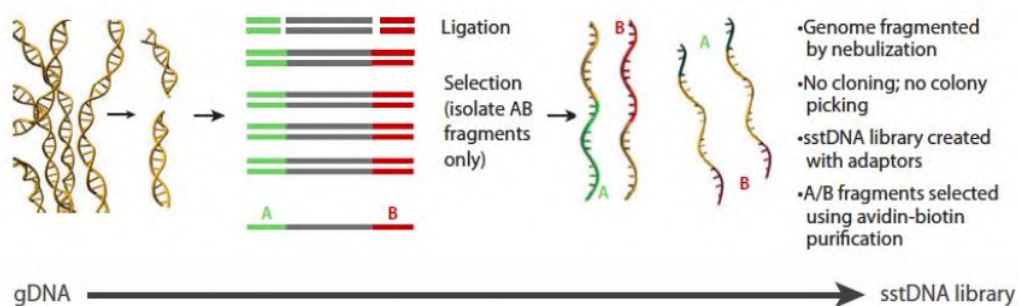 Ligation
Selection
(isolate AB
fragments
only)
A
B
B
A
A
B
•Genome fragmented
by nebulization
•No cloning; no colony
picking
•sstDNA library created
with adaptors
•A/B fragments selected
using avidin-biotin
purification
gDNA
sstDNA library